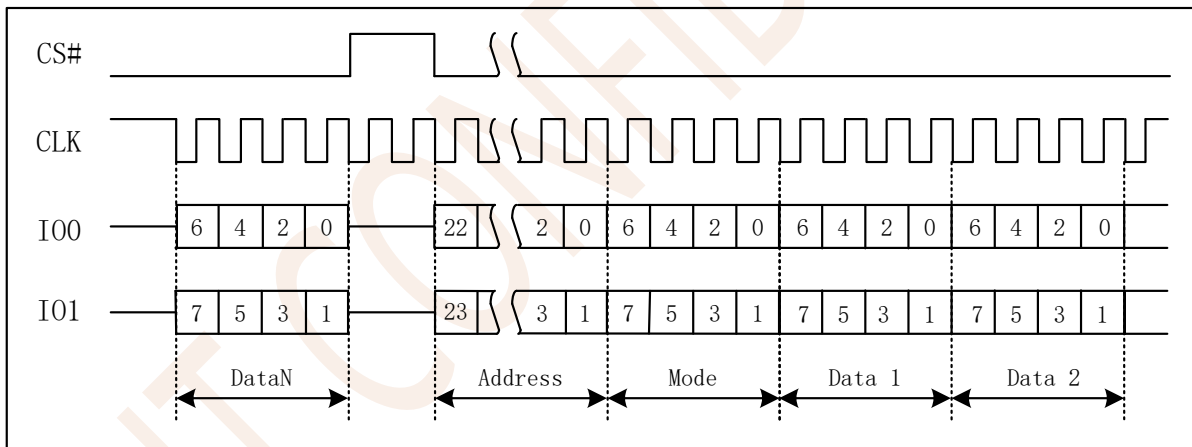 CS#
CLK
IO0 6 4 2 0 22 2 0 6 4 2 0 6 4 2 0 6 4 2 0
IO1 7 5 3 1 23 3 1 7 5 3 1 7 5 3 1 7 5 3 1
DataN Address Mode Data 1 Data 2